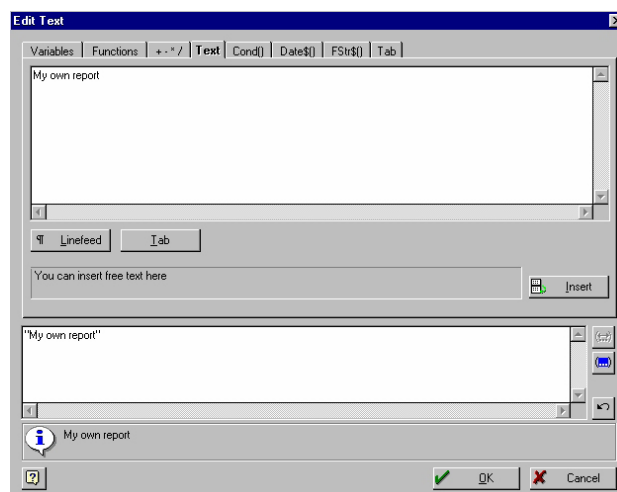 Edit Text
Variables Functions + - * / Text Cond() Date$() FStr$() Tab
My own report
¶ Linefeed Tab
You can insert free text here
Insert
"My own report"
My own report
OK Cancel